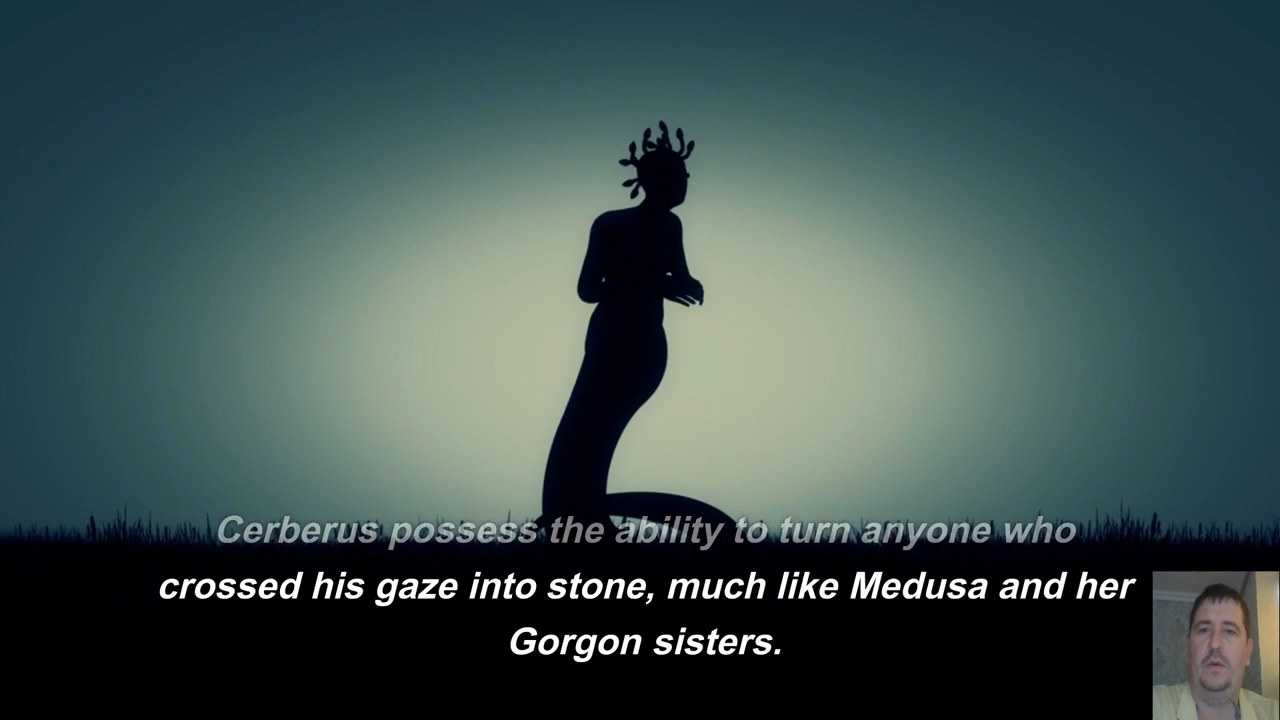 Cerberus possess the ability to turn anyone who
crossed his gaze into stone, much like Medusa and her
Gorgon sisters.